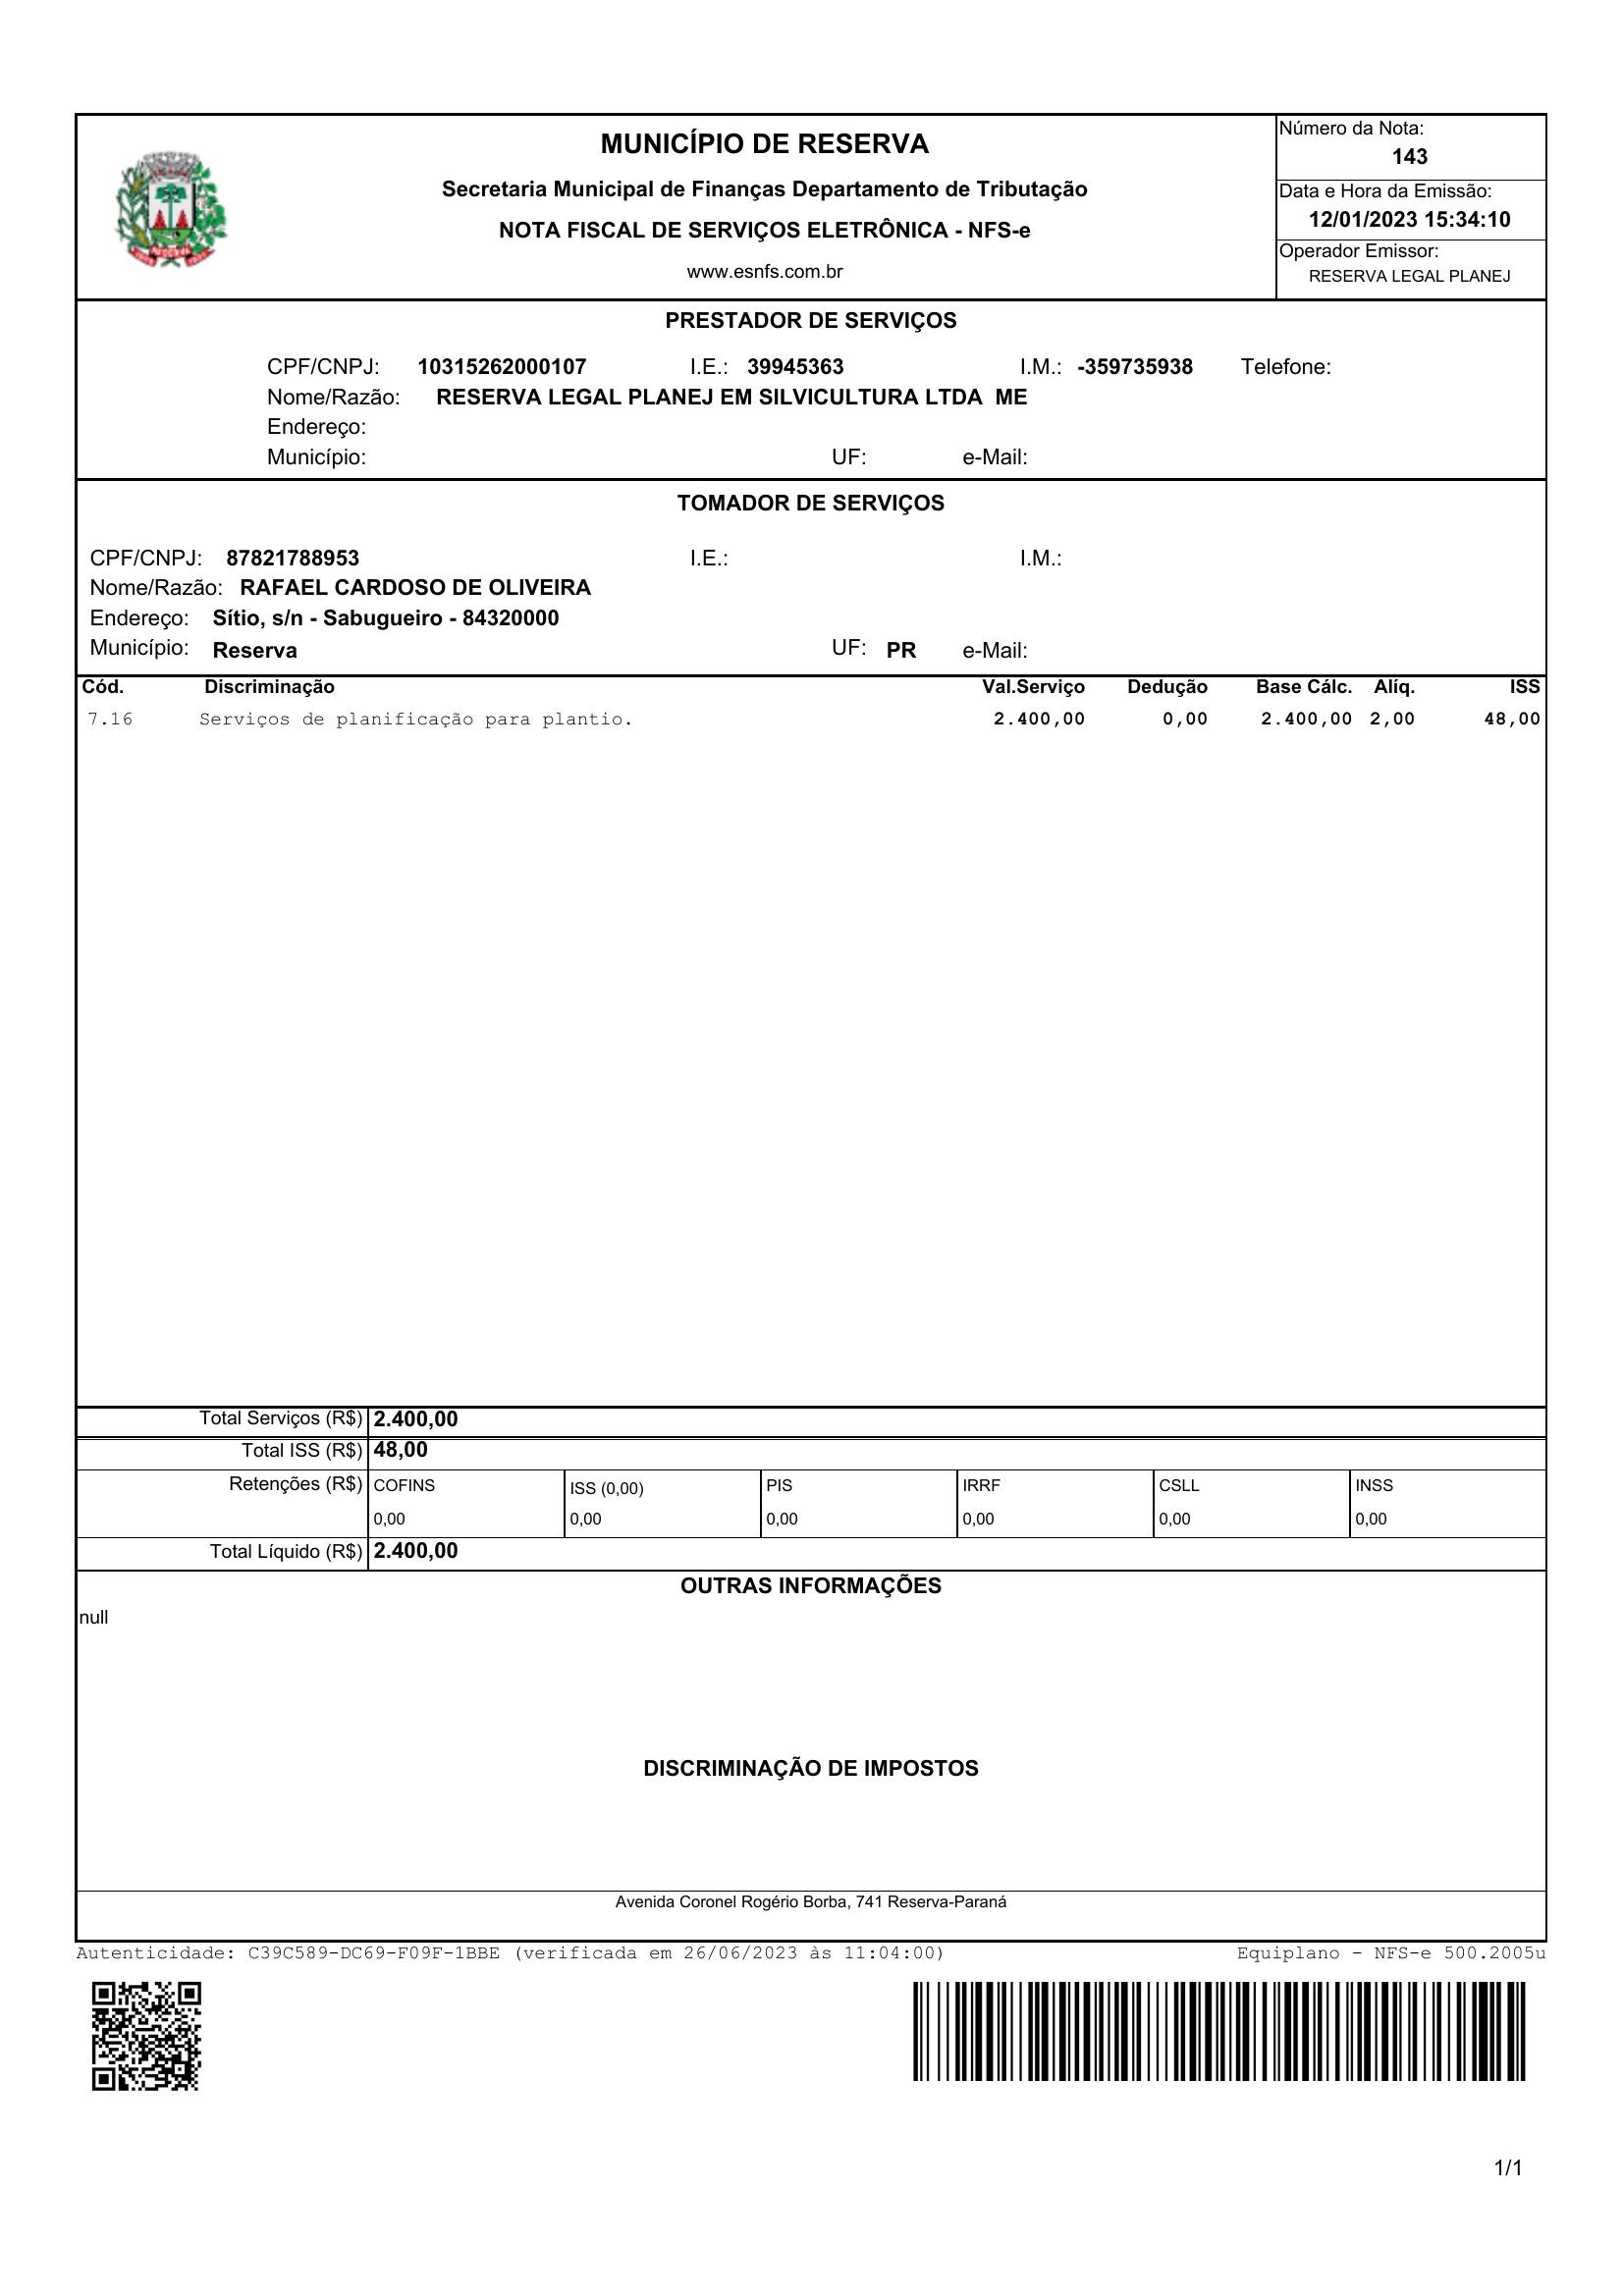 MUNICÍPIO DE RESERVA
Secretaria Municipal de Finanças Departamento de Tributação
NOTA FISCAL DE SERVIÇOS ELETRÔNICA - NFS-e
www.esnfs.com.br
Número da Nota:
143
Data e Hora da Emissão:
12/01/2023 15:34:10
Operador Emissor:
RESERVA LEGAL PLANEJ
PRESTADOR DE SERVIÇOS
CPF/CNPJ: 10315262000107 I.E.: 39945363 I.M.: -359735938 Telefone:
Nome/Razão: RESERVA LEGAL PLANEJ EM SILVICULTURA LTDA ME
Endereço:
Município: UF: e-Mail:
TOMADOR DE SERVIÇOS
CPF/CNPJ: 87821788953 I.E.: I.M.:
Nome/Razão: RAFAEL CARDOSO DE OLIVEIRA
Endereço: Sítio, s/n - Sabugueiro - 84320000
Município: Reserva UF: PR e-Mail:
Cód. Discriminação Val.Serviço Dedução Base Cálc. Alíq. ISS
7.16 Serviços de planificação para plantio. 2.400,00 0,00 2.400,00 2,00 48,00
Total Serviços (R$) 2.400,00
Total ISS (R$) 48,00
Retenções (R$) COFINS ISS (0,00) PIS IRRF CSLL INSS
0,00 0,00 0,00 0,00 0,00 0,00
Total Líquido (R$) 2.400,00
OUTRAS INFORMAÇÕES
null
DISCRIMINAÇÃO DE IMPOSTOS
Avenida Coronel Rogério Borba, 741 Reserva-Paraná
Autenticidade: C39C589-DC69-F09F-1BBE (verificada em 26/06/2023 às 11:04:00) Equiplano - NFS-e 500.2005u
1/1